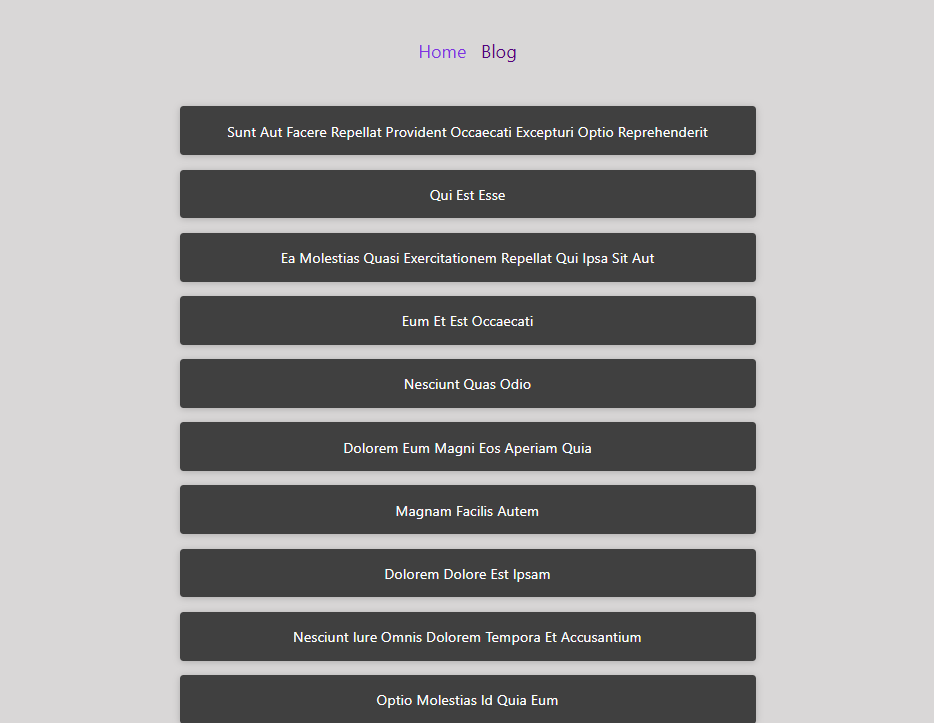 Home Blog
Sunt Aut Facere Repellat Provident Occaecati Excepturi Optio Reprehenderit
Qui Est Esse
Ea Molestias Quasi Exercitationem Repellat Qui Ipsa Sit Aut
Eum Et Est Occaecati
Nesciunt Quas Odio
Dolorem Eum Magni Eos Aperiam Quia
Magnam Facilis Autem
Dolorem Dolore Est Ipsam
Nesciunt Iure Omnis Dolorem Tempora Et Accusantium
Optio Molestias Id Quia Eum